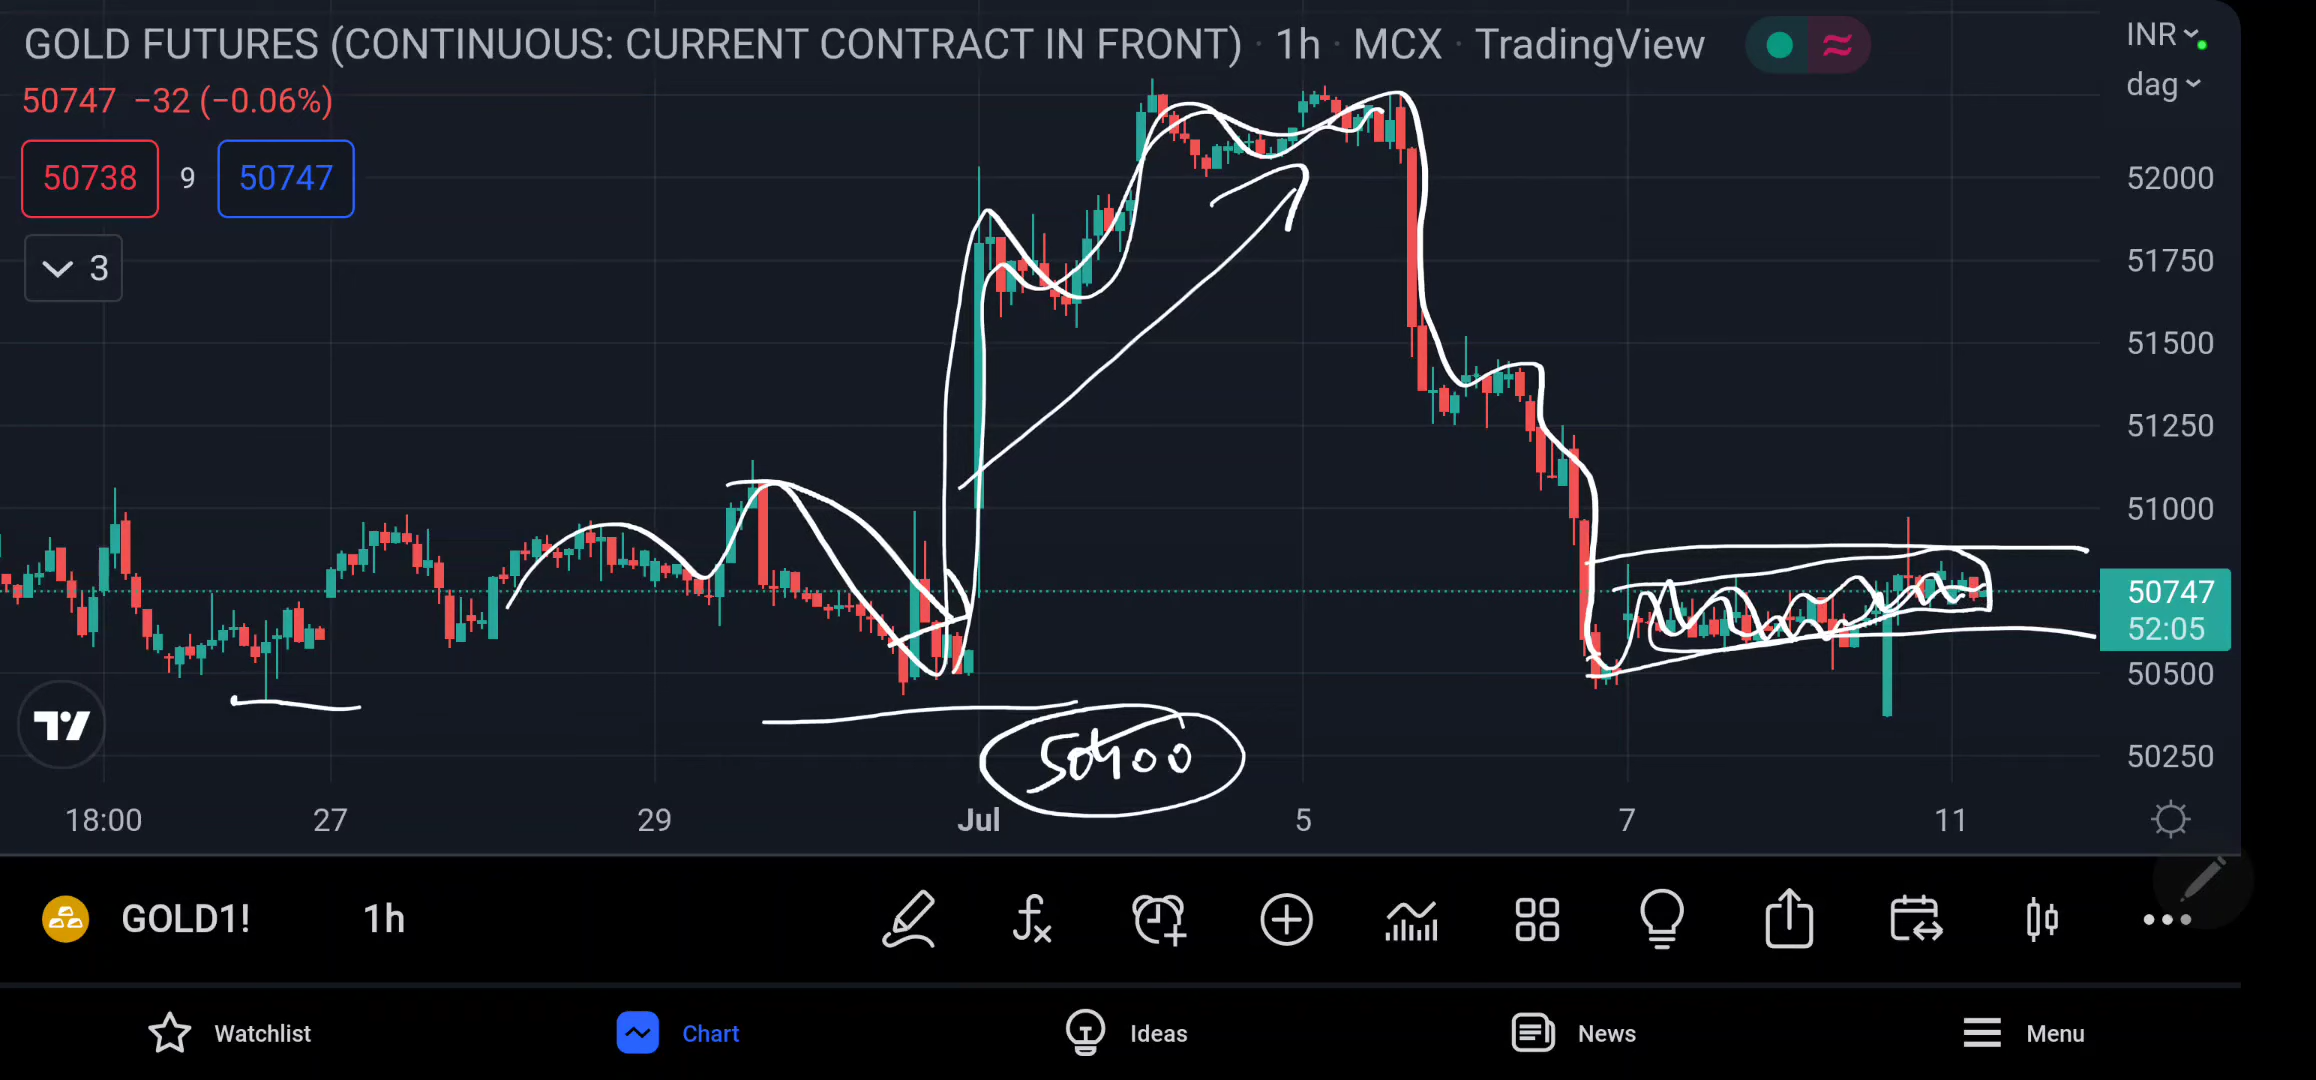 GOLD FUTURES (CONTINUOUS: CURRENT CONTRACT IN FRONT) · 1h · MCX · TradingView
INR
dag
50747 −32 (−0.06%)
50738 9 50747
3
52000
51750
51500
51250
51000
50747
52:05
50500
50250
50400
18:00 27 29 Jul 5 7 11
GOLD1! 1h
Watchlist Chart Ideas News Menu